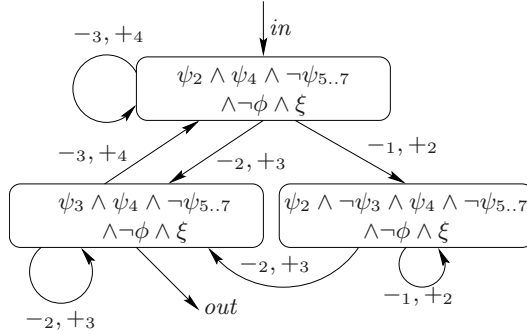 in
−₃, +₄
ψ₂ ∧ ψ₄ ∧ ¬ψ₅..₇
∧¬ϕ ∧ ξ
−₃, +₄
−₂, +₃
−₁, +₂
ψ₃ ∧ ψ₄ ∧ ¬ψ₅..₇
∧¬ϕ ∧ ξ
ψ₂ ∧ ¬ψ₃ ∧ ψ₄ ∧ ¬ψ₅..₇
∧¬ϕ ∧ ξ
−₂, +₃
−₂, +₃
out
−₁, +₂